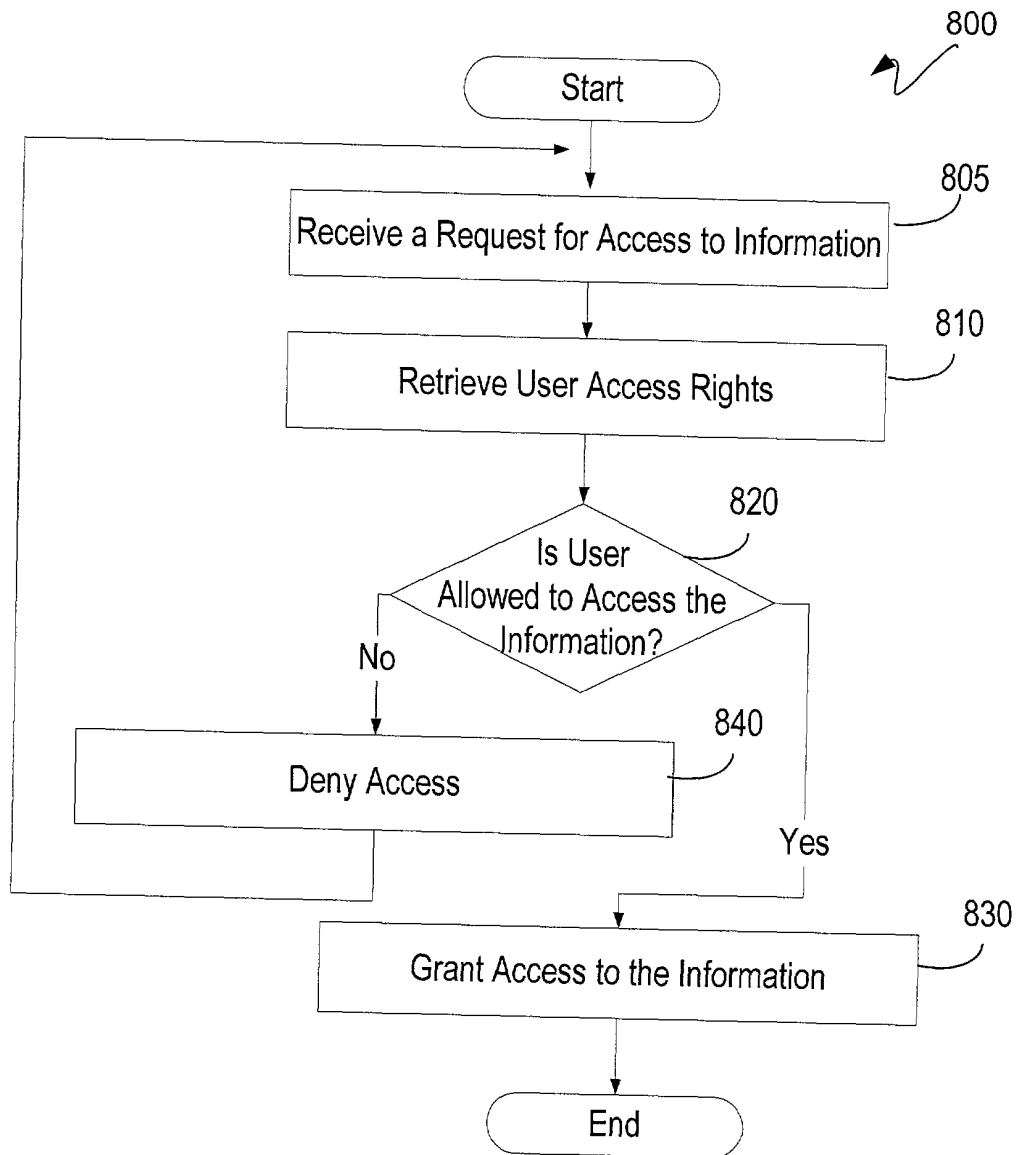 800
Start
805
Receive a Request for Access to Information
810
Retrieve User Access Rights
820
Is User
Allowed to Access the
Information?
No
840
Deny Access
Yes
830
Grant Access to the Information
End